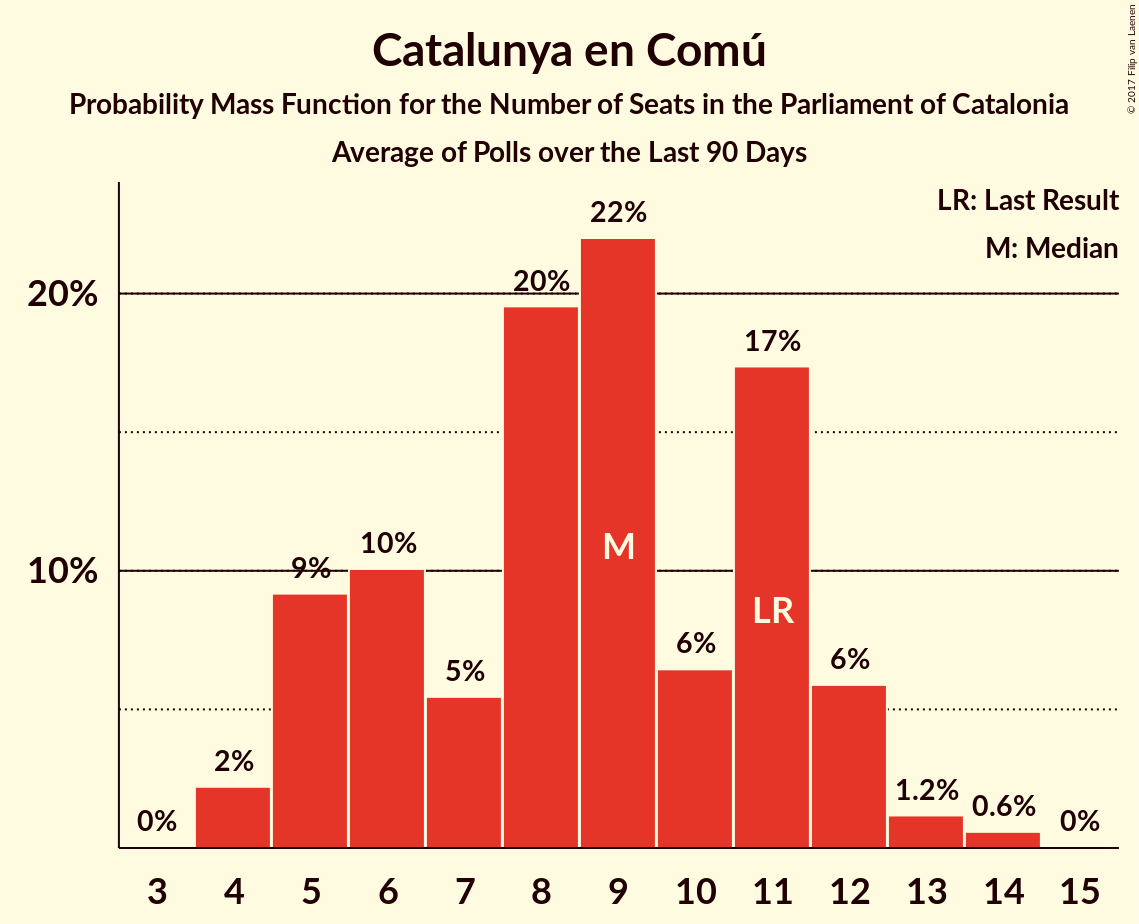 Catalunya en Comú
Probability Mass Function for the Number of Seats in the Parliament of Catalonia
Average of Polls over the Last 90 Days
© 2017 Filip van Laenen
LR: Last Result
M: Median
22%
20%
20%
17%
10%
9%
10%
M
LR
6%
6%
5%
2%
1.2%
0.6%
0%
0%
3 4 5 6 7 8 9 10 11 12 13 14 15